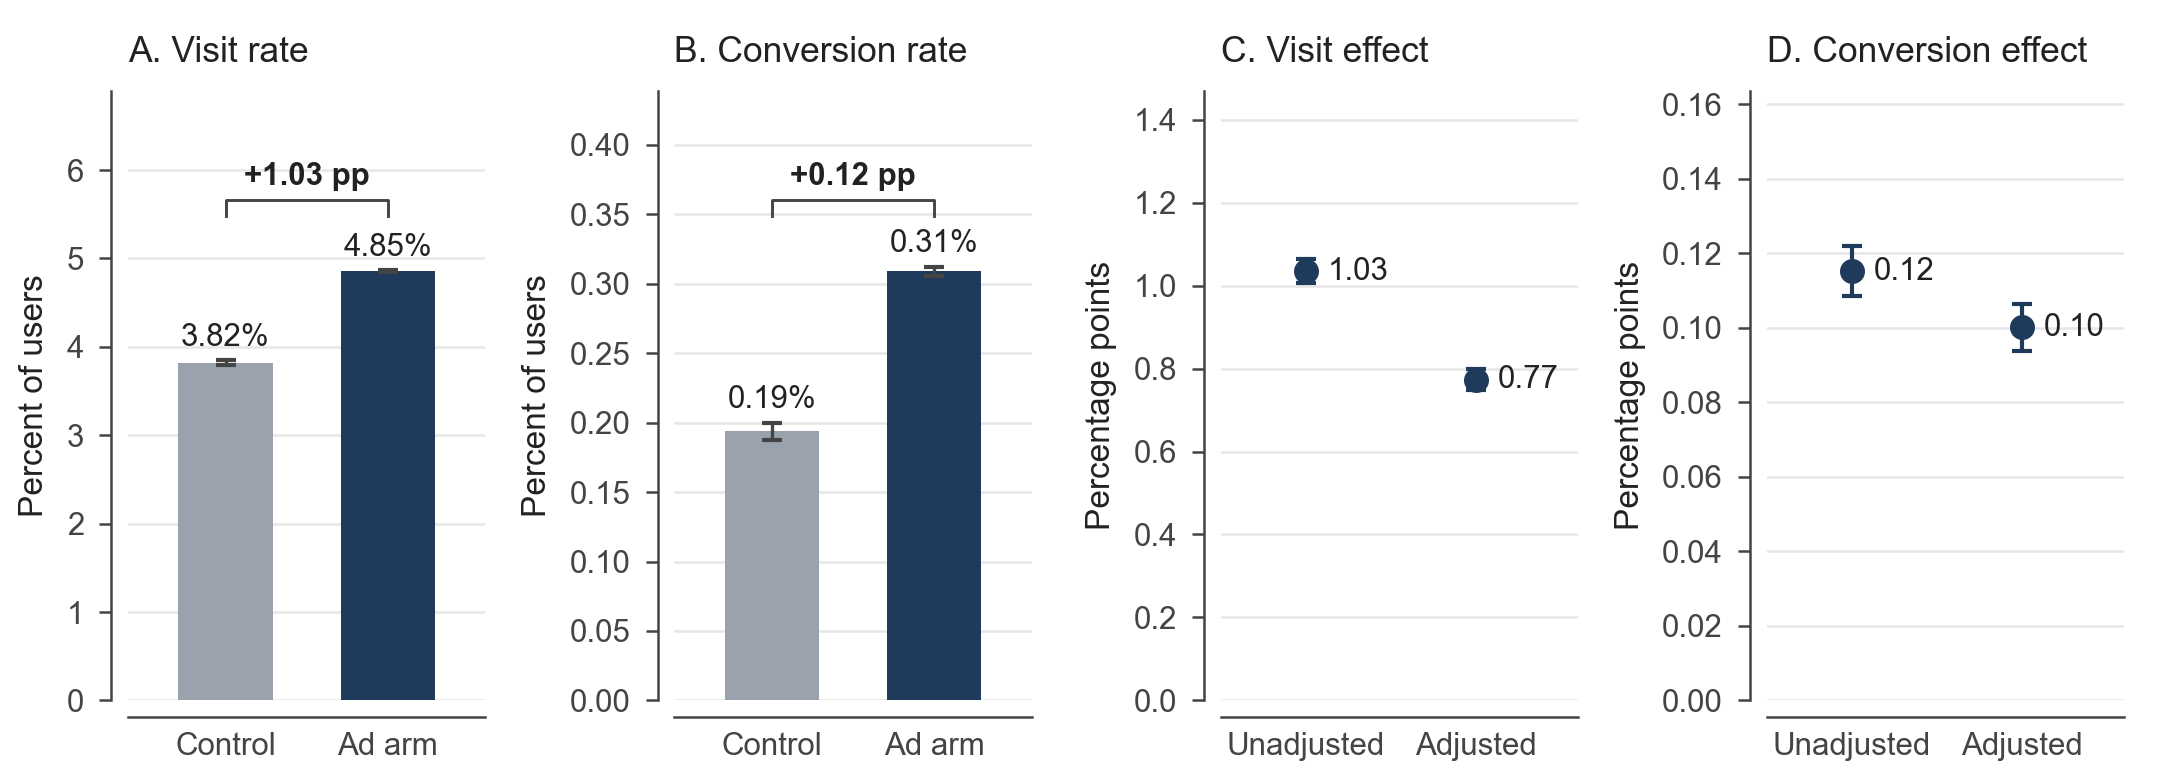 A. Visit rate
Percent of users
6
5
4
3
2
1
0
+1.03 pp
3.82%
4.85%
Control
Ad arm
B. Conversion rate
Percent of users
0.40
0.35
0.30
0.25
0.20
0.15
0.10
0.05
0.00
+0.12 pp
0.19%
0.31%
Control
Ad arm
C. Visit effect
Percentage points
1.4
1.2
1.0
0.8
0.6
0.4
0.2
0.0
1.03
0.77
Unadjusted
Adjusted
D. Conversion effect
Percentage points
0.16
0.14
0.12
0.10
0.08
0.06
0.04
0.02
0.00
0.12
0.10
Unadjusted
Adjusted